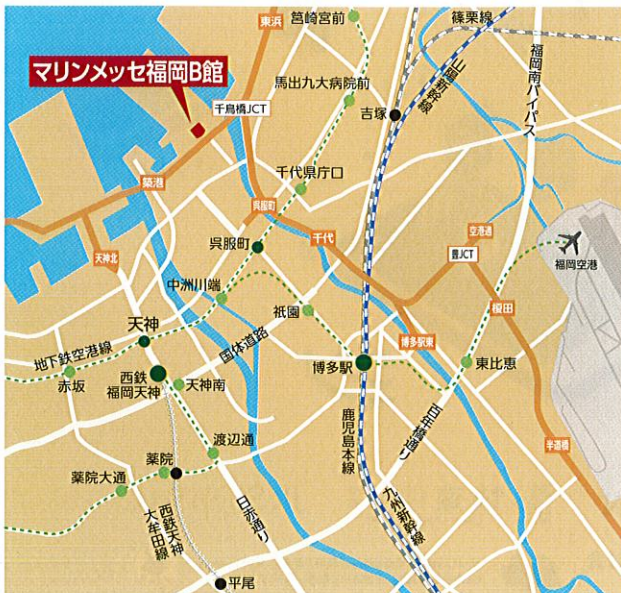 東浜
筥崎宮前
篠栗線
マリンメッセ福岡B館
馬出九大病院前
山陽新幹線
福岡南バイパス
千鳥橋JCT
吉塚
築港
千代県庁口
呉服町
呉服町
千代
空港通
天神北
豊JCT
福岡空港
中洲川端
祇園
榎田
天神
国体道路
博多駅東
地下鉄空港線
赤坂
西鉄
福岡天神
天神南
博多駅
東比恵
鹿児島本線
百年橋通り
渡辺通
半道橋
薬院
薬院大通
西鉄天神
大牟田線
日赤通り
九州新幹線
平尾